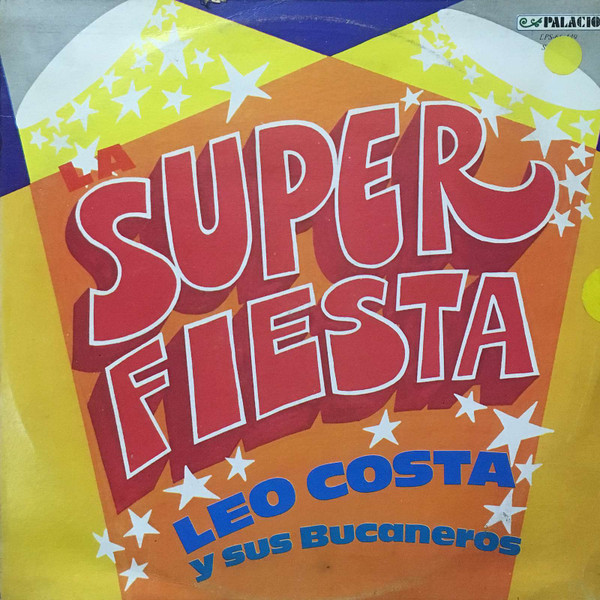 PALACIO
LA
SUPER
FIESTA
LEO COSTA
y sus Bucaneros